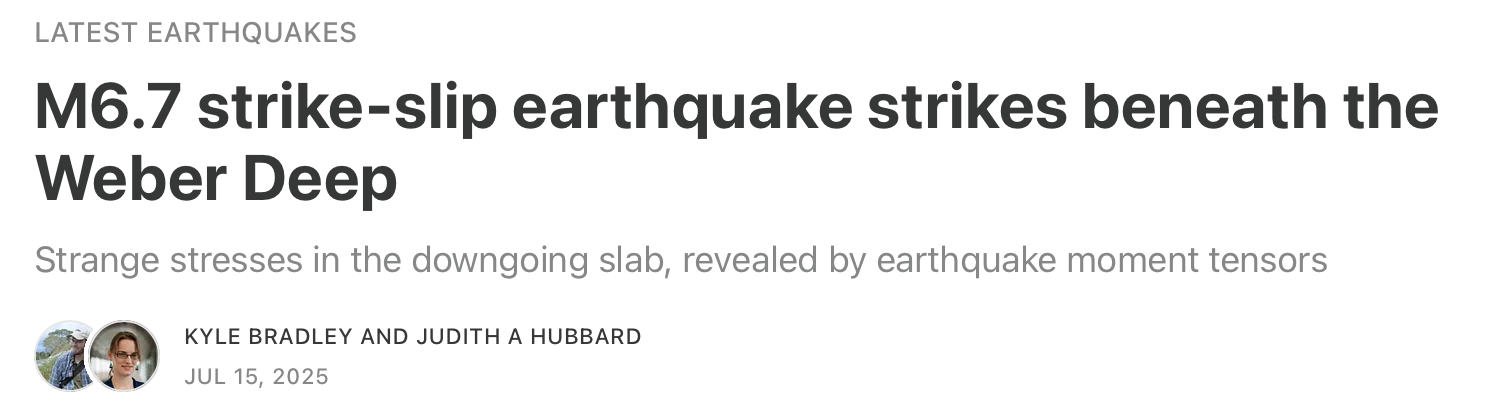 LATEST EARTHQUAKES
M6.7 strike-slip earthquake strikes beneath the
Weber Deep
Strange stresses in the downgoing slab, revealed by earthquake moment tensors
KYLE BRADLEY AND JUDITH A HUBBARD
JUL 15, 2025